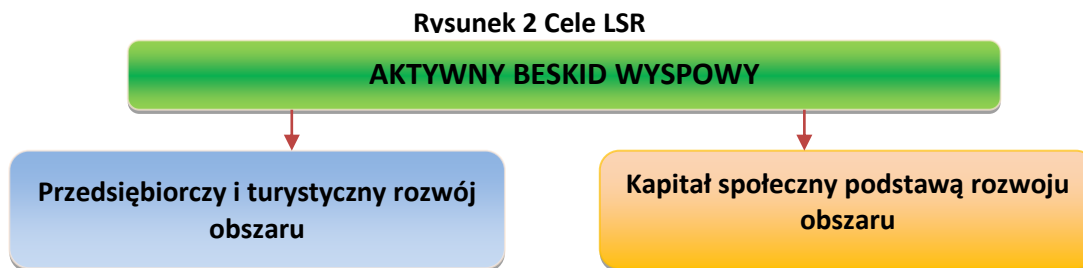 Rysunek 2 Cele LSR
AKTYWNY BESKID WYSPOWY
Przedsiębiorczy i turystyczny rozwój
obszaru
Kapitał społeczny podstawą rozwoju
obszaru